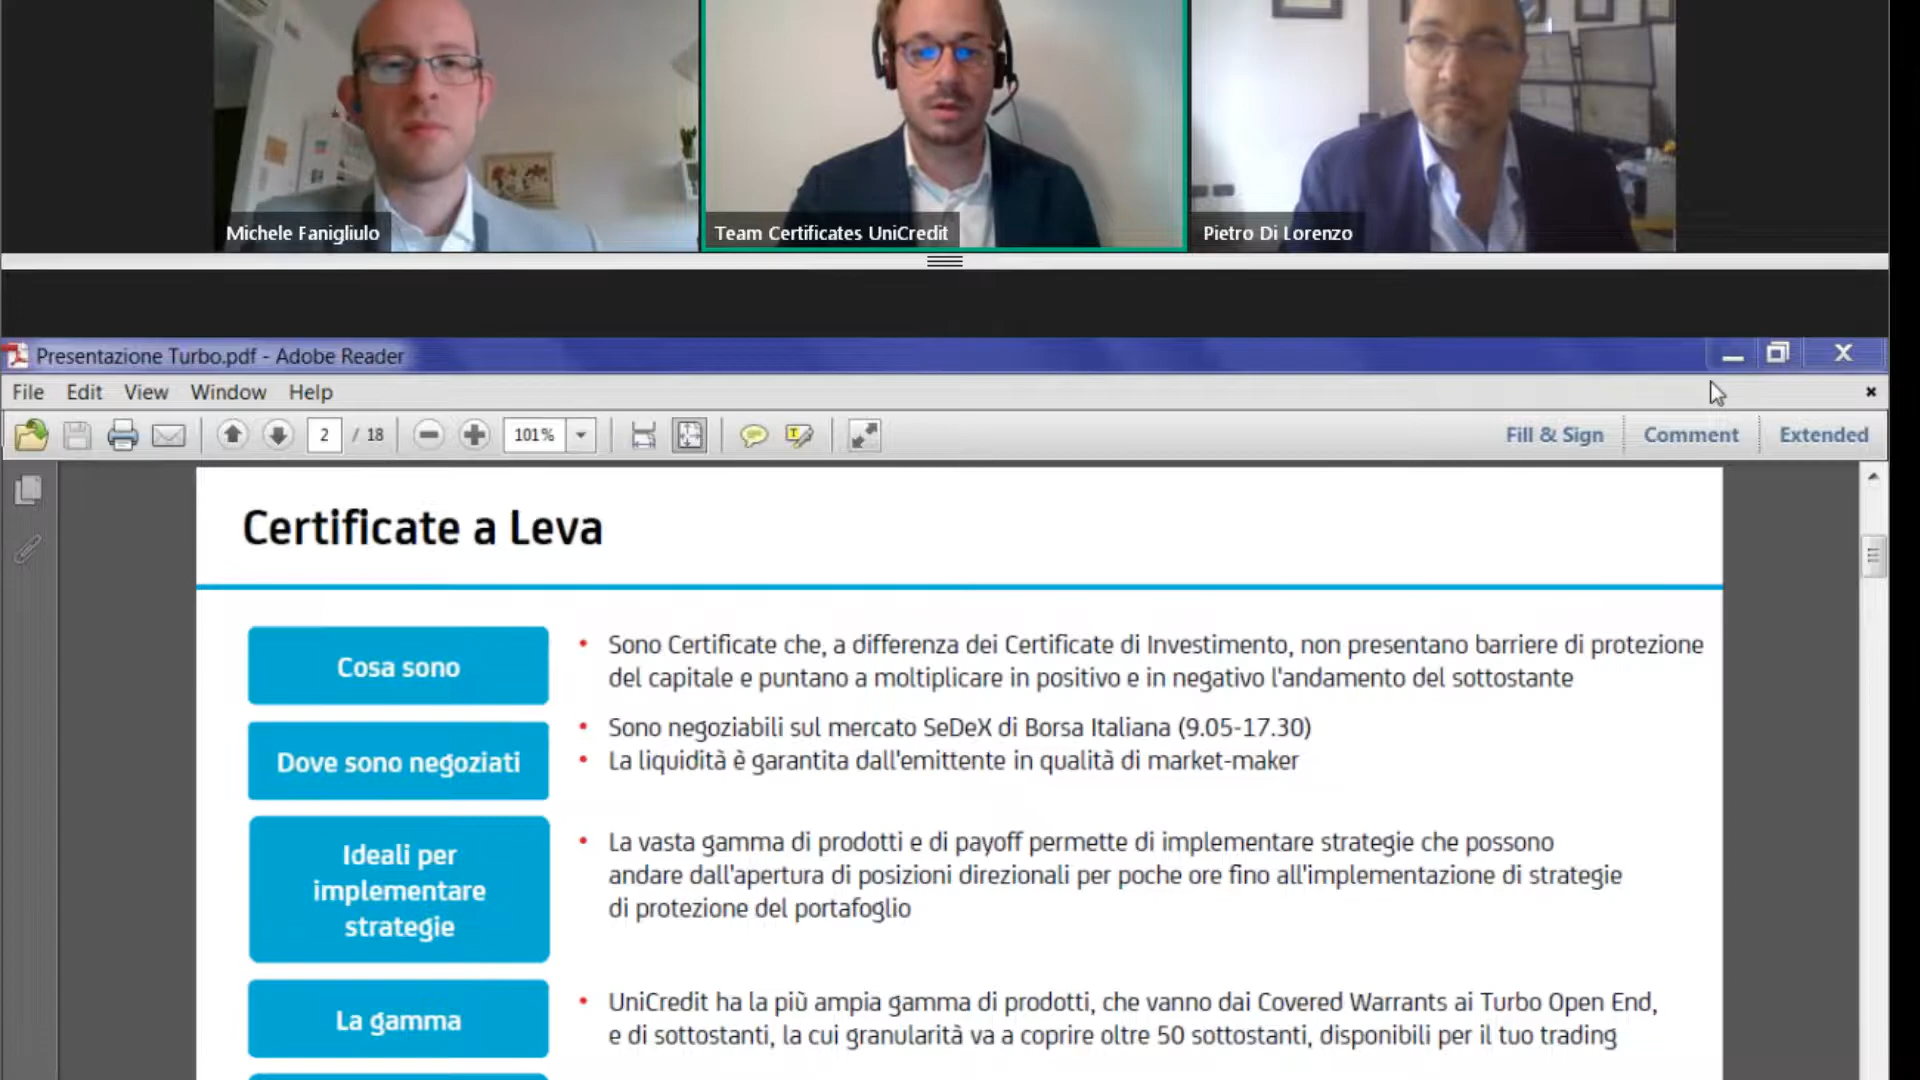 Michele Fanigliulo
Team Certificates UniCredit
Pietro Di Lorenzo
Presentazione Turbo.pdf - Adobe Reader
File Edit View Window Help
2 / 18 101% Fill & Sign Comment Extended
Certificate a Leva
Cosa sono
• Sono Certificate che, a differenza dei Certificate di Investimento, non presentano barriere di protezione
del capitale e puntano a moltiplicare in positivo e in negativo l'andamento del sottostante
Dove sono negoziati
• Sono negoziabili sul mercato SeDeX di Borsa Italiana (9.05-17.30)
• La liquidità è garantita dall'emittente in qualità di market-maker
Ideali per
implementare
strategie
• La vasta gamma di prodotti e di payoff permette di implementare strategie che possono
andare dall'apertura di posizioni direzionali per poche ore fino all'implementazione di strategie
di protezione del portafoglio
La gamma
• UniCredit ha la più ampia gamma di prodotti, che vanno dai Covered Warrants ai Turbo Open End,
e di sottostanti, la cui granularità va a coprire oltre 50 sottostanti, disponibili per il tuo trading